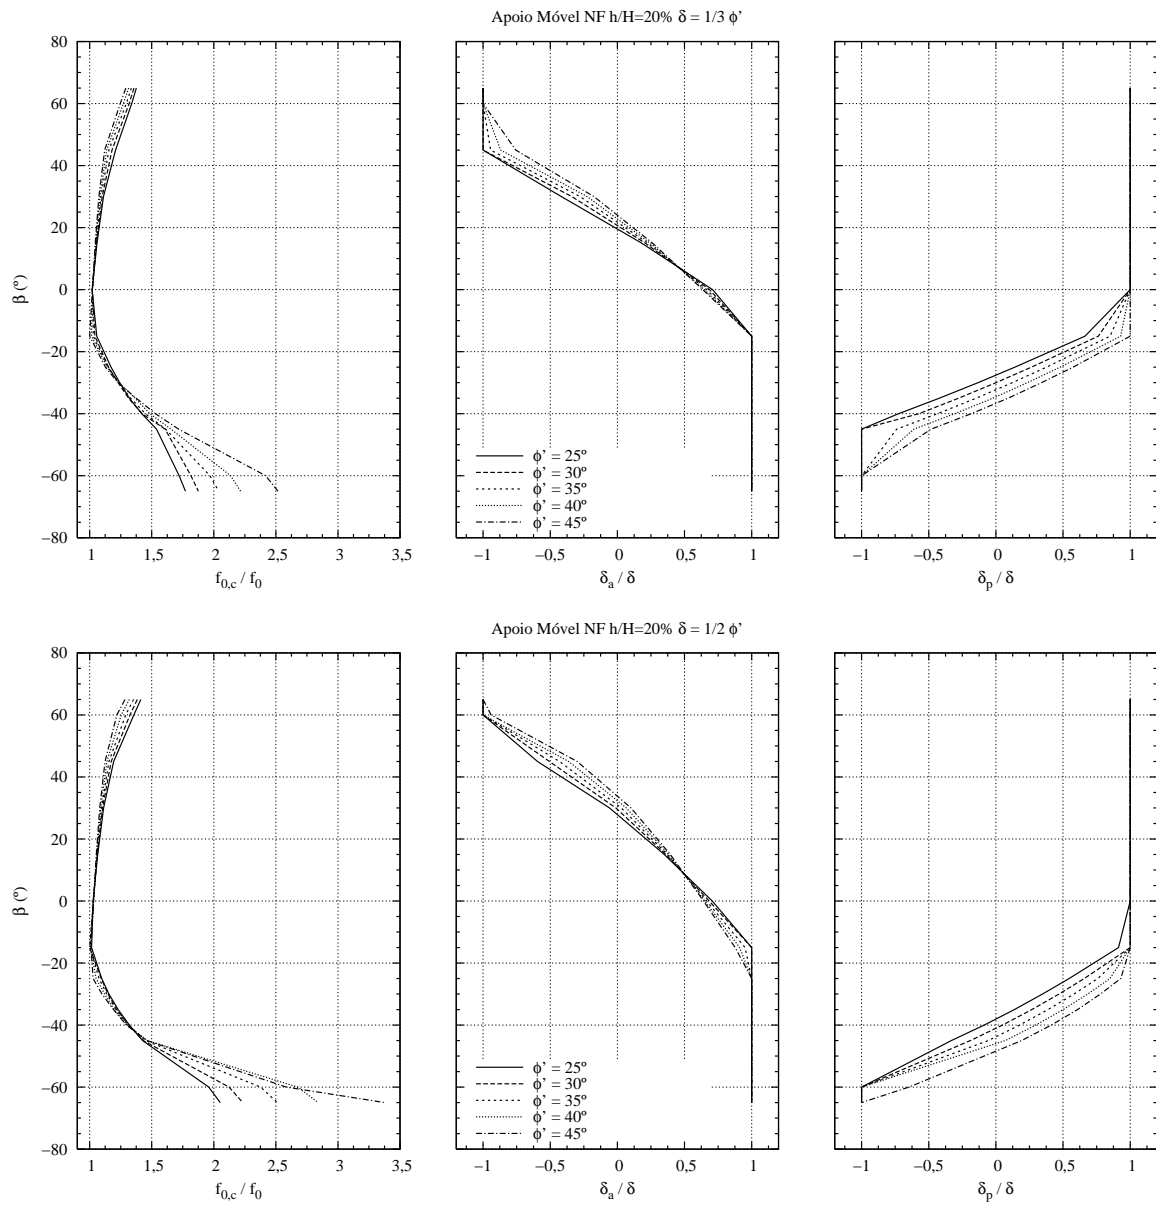 Apoio Móvel NF h/H=20% δ = 1/3 ϕ’
80
60
40
20
0
−20
−40
−60
−80
β (º)
1 1,5 2 2,5 3 3,5
f0,c / f0
ϕ’ = 25º
ϕ’ = 30º
ϕ’ = 35º
ϕ’ = 40º
ϕ’ = 45º
−1 −0,5 0 0,5 1
δa / δ
−1 −0,5 0 0,5 1
δp / δ
Apoio Móvel NF h/H=20% δ = 1/2 ϕ’
80
60
40
20
0
−20
−40
−60
−80
β (º)
1 1,5 2 2,5 3 3,5
f0,c / f0
ϕ’ = 25º
ϕ’ = 30º
ϕ’ = 35º
ϕ’ = 40º
ϕ’ = 45º
−1 −0,5 0 0,5 1
δa / δ
−1 −0,5 0 0,5 1
δp / δ